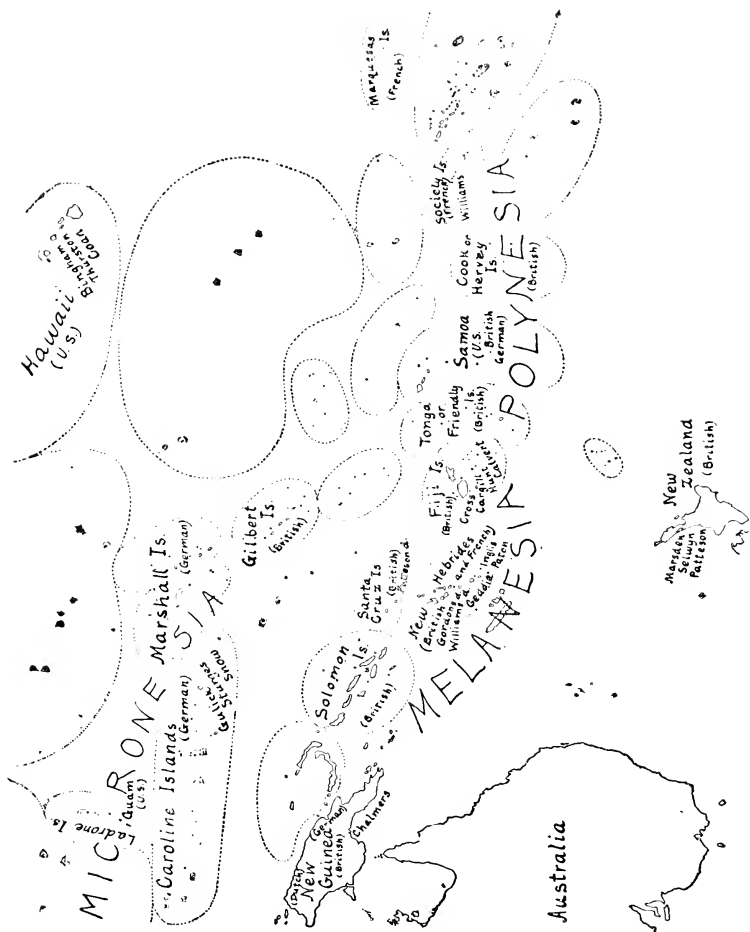 Hawaii
(U.S.)
Bingham
Thurston
Coan
Marquesas
Is.
(French)
MICRONESIA
Ladrone Is
Guam
(U.S)
Caroline Islands
(German)
Gulick
Sturges
Snow
Marshall Is.
(German)
Gilbert
Is
(British)
Society Is.
(French)
Williams
Cook or
Hervey
Is.
(British)
POLYNESIA
Samoa
(U.S.
British
German)
Tonga
or
Friendly
Is.
(British)
Fiji Is.
(British)
Cross
Cargill
Hunt
Calvert
Santa
Cruz Is
(British)
Patteson d.
New Hebrides
(British and French)
Gordons d.
Williams d.
Inglis
Geddie
Paton
MELANESIA
Solomon
Is.
(British)
(Dutch)
(German)
New
Guinea
(British)
Chalmers
Australia
New
Zealand
(British)
Marsden
Selwyn
Patteson